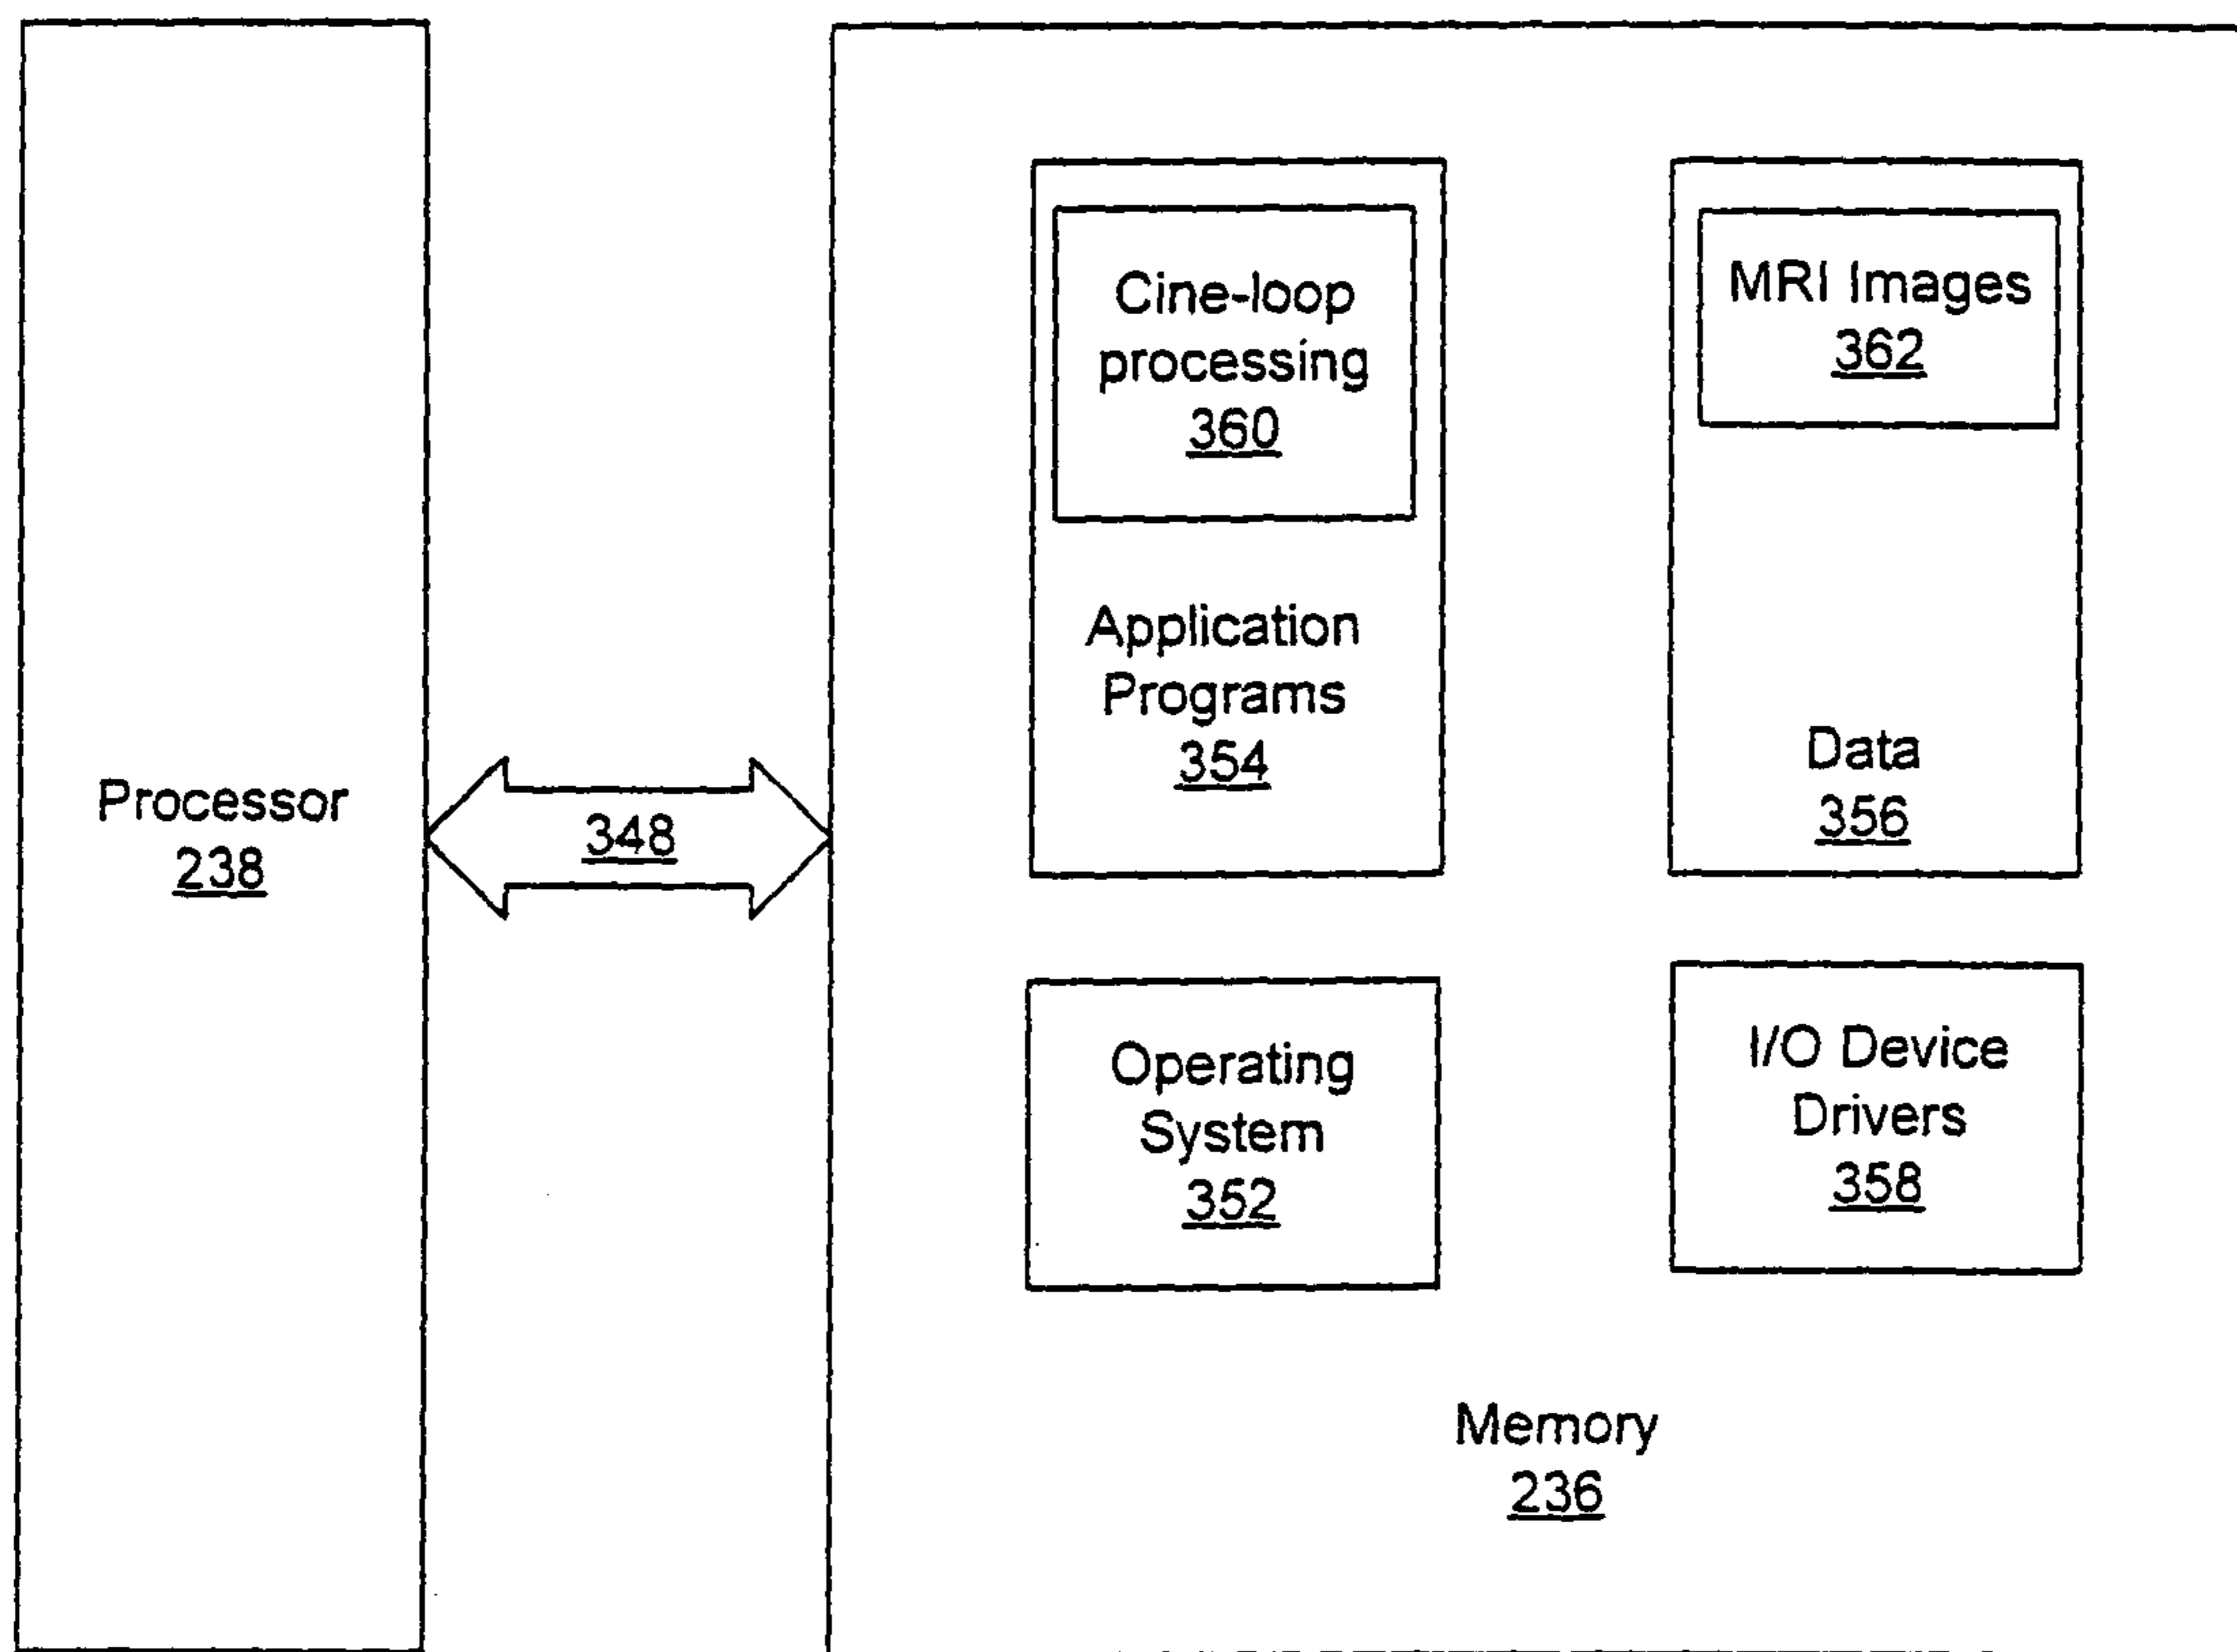 Processor
238
348
Cine-loop
processing
360
Application
Programs
354
MRI Images
362
Data
356
Operating
System
352
I/O Device
Drivers
358
Memory
236